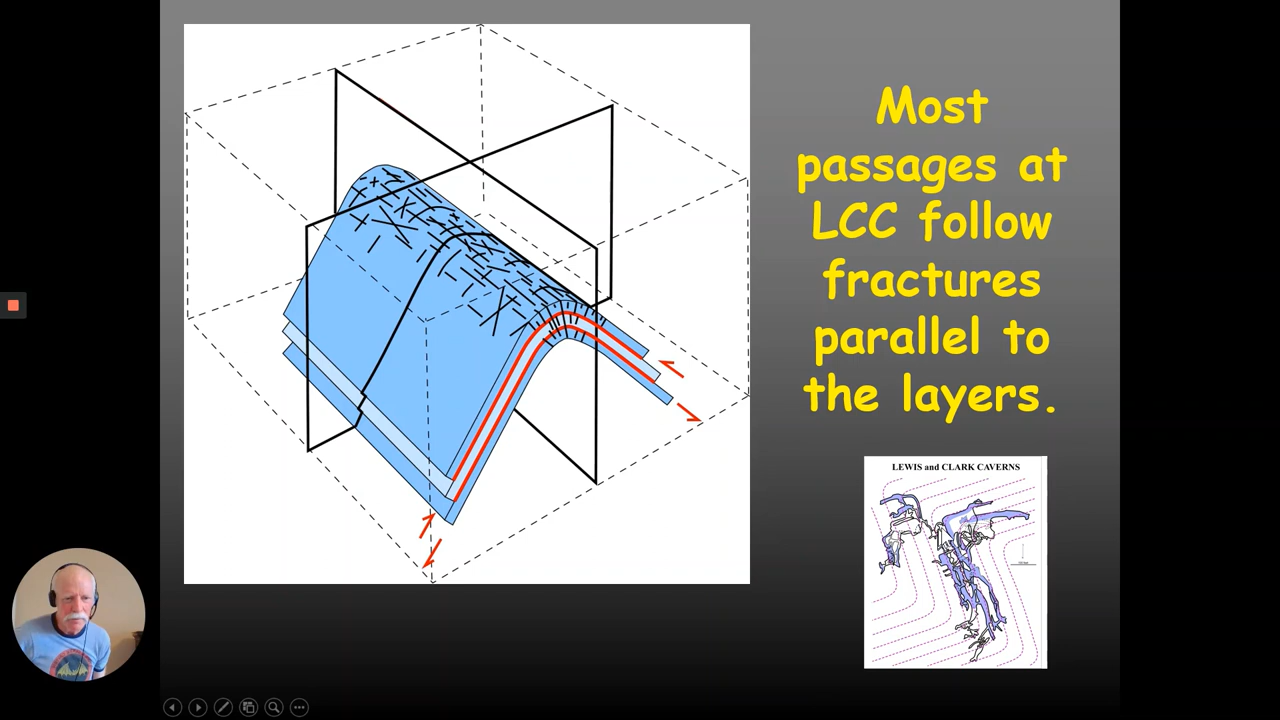 Most
passages at
LCC follow
fractures
parallel to
the layers.
LEWIS and CLARK CAVERNS